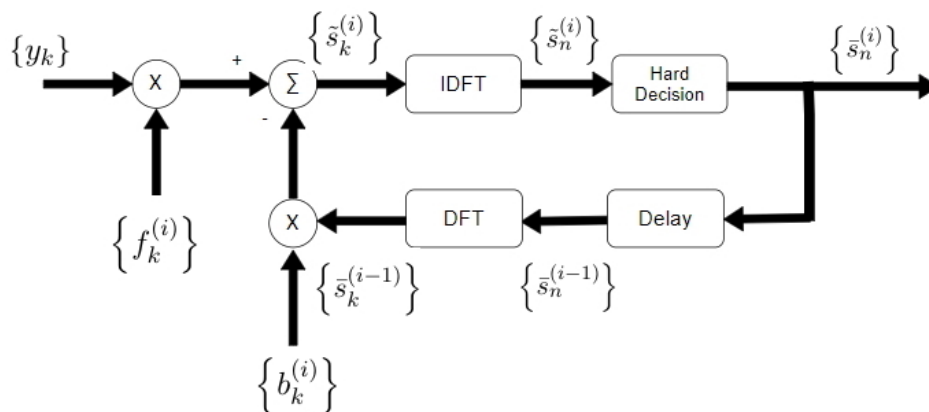 {y_k}
X
+
Σ
-
{s̃_k^(i)}
IDFT
{s̃_n^(i)}
Hard
Decision
{s̄_n^(i)}
{f_k^(i)}
X
DFT
Delay
{s̄_k^(i−1)}
{s̄_n^(i−1)}
{b_k^(i)}